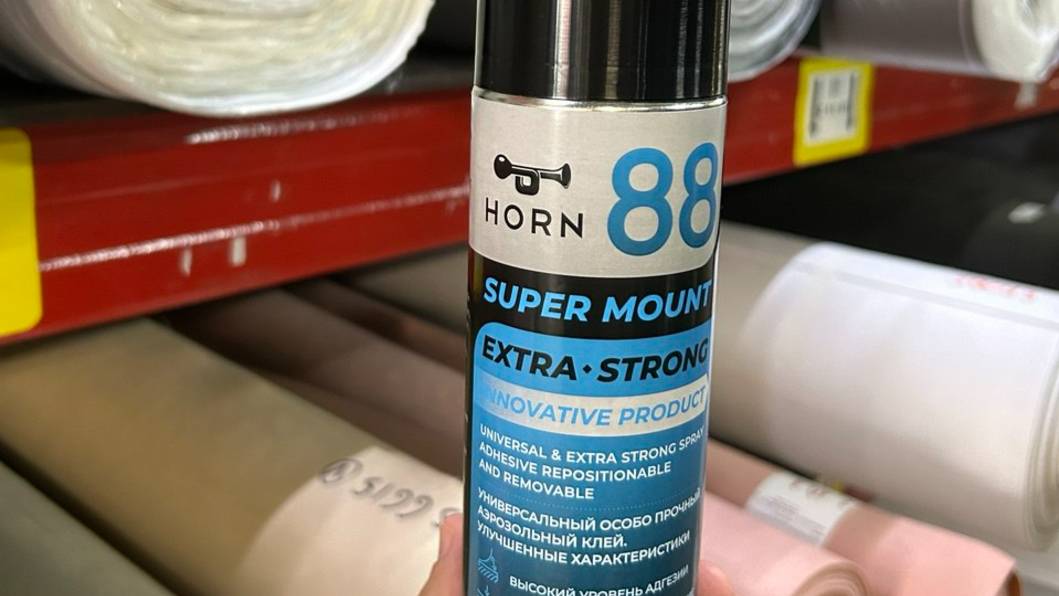 HORN
88
SUPER MOUNT
EXTRA • STRONG
INNOVATIVE PRODUCT
UNIVERSAL & EXTRA STRONG SPRAY
ADHESIVE REPOSITIONABLE
AND REMOVABLE
УНИВЕРСАЛЬНЫЙ ОСОБО ПРОЧНЫЙ
АЭРОЗОЛЬНЫЙ КЛЕЙ.
УЛУЧШЕННЫЕ ХАРАКТЕРИСТИКИ
ВЫСОКИЙ УРОВЕНЬ АДГЕЗИИ